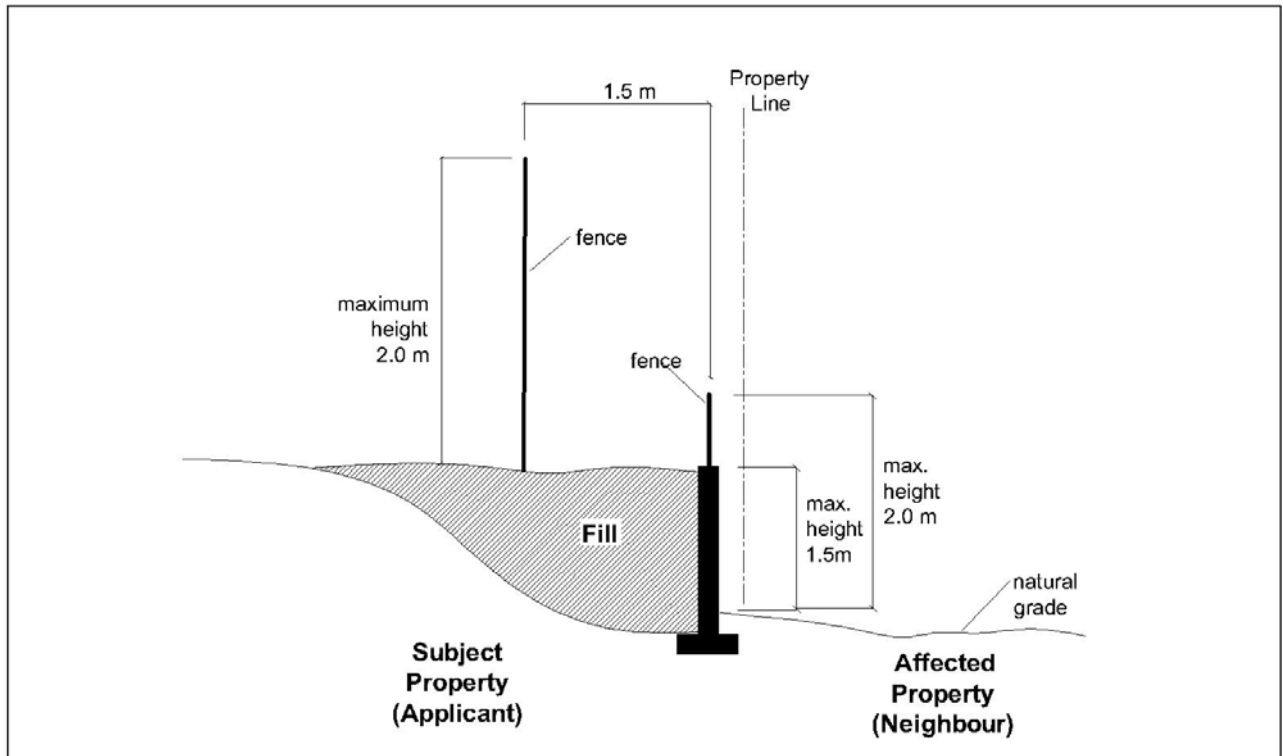 Property
Line
1.5 m
fence
maximum
height
2.0 m
fence
max.
height
2.0 m
max.
height
1.5m
Fill
natural
grade
Subject
Property
(Applicant)
Affected
Property
(Neighbour)